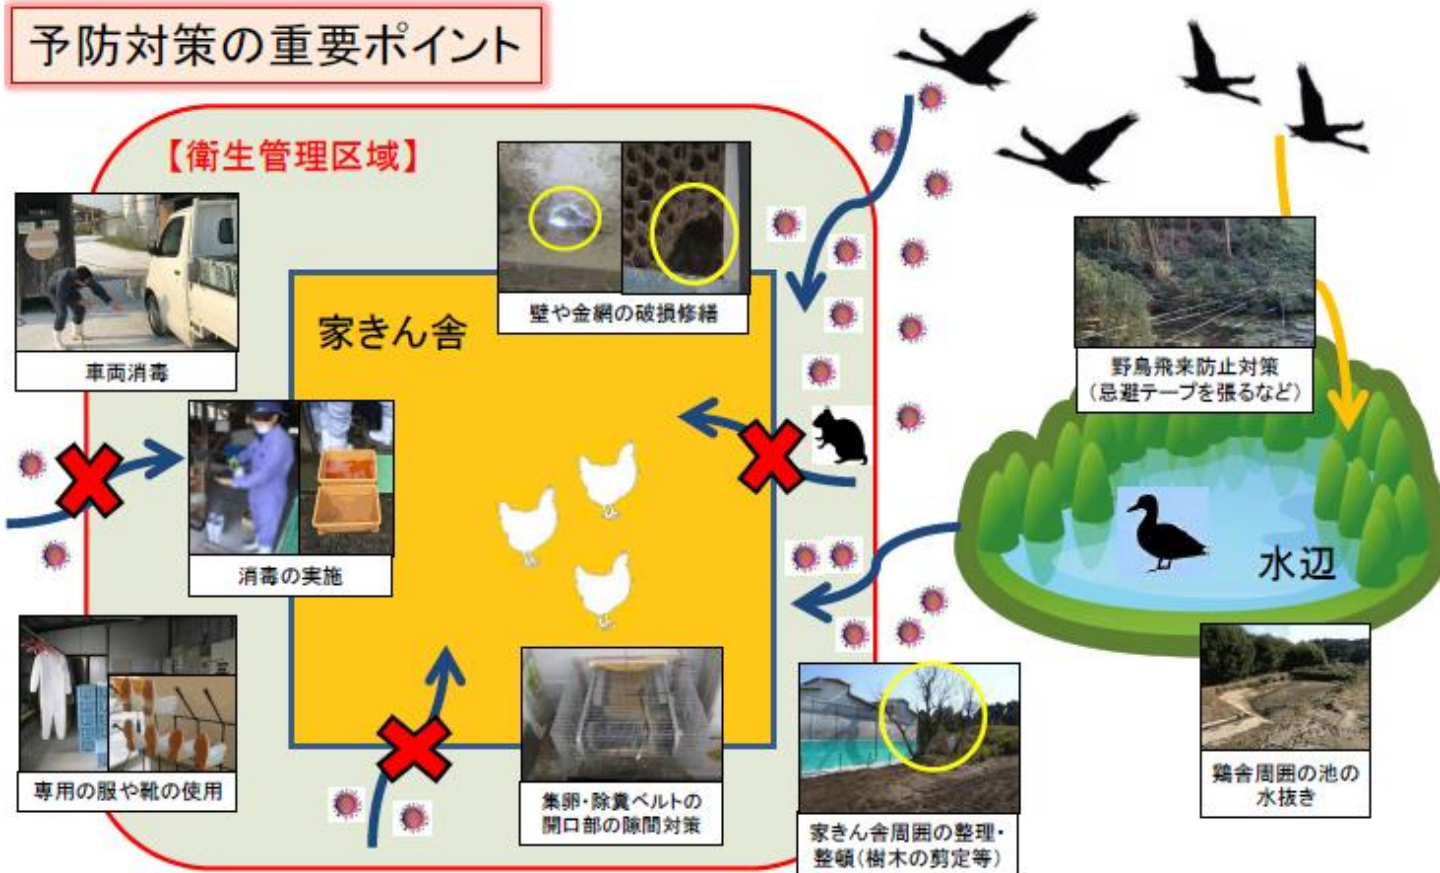 予防対策の重要ポイント
【衛生管理区域】
車両消毒
家きん舎
壁や金網の破損修繕
野鳥飛来防止対策
(忌避テープを張るなど)
消毒の実施
水辺
専用の服や靴の使用
集卵・除糞ベルトの
開口部の隙間対策
家きん舎周囲の整理・
整頓(樹木の剪定等)
鶏舎周囲の池の
水抜き